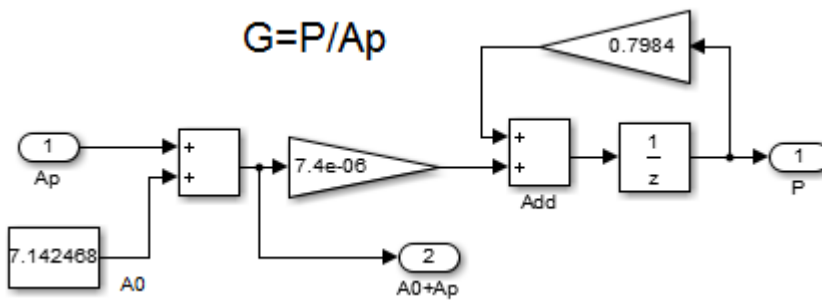 G=P/Ap
0.7984
1
Ap
+
+
7.4e-06
+
+
Add
1
z
1
P
7.142468
A0
2
A0+Ap